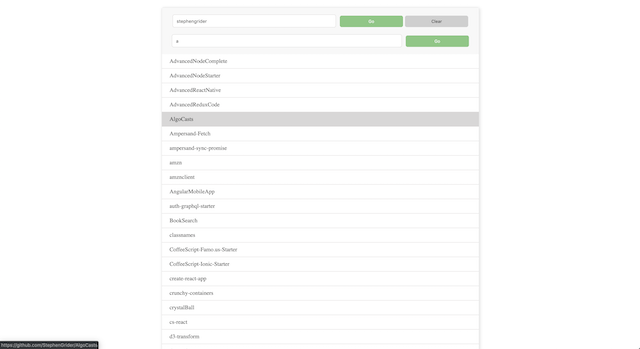 stephengrider Go Clear
a Go
AdvancedNodeComplete
AdvancedNodeStarter
AdvancedReactNative
AdvancedReduxCode
AlgoCasts
Ampersand-Fetch
ampersand-sync-promise
amzn
amznclient
AngularMobileApp
auth-graphql-starter
BookSearch
classnames
CoffeeScript-Famo.us-Starter
CoffeeScript-Ionic-Starter
create-react-app
crunchy-containers
crystalBall
cs-react
d3-transform
https://github.com/StephenGrider/AlgoCasts